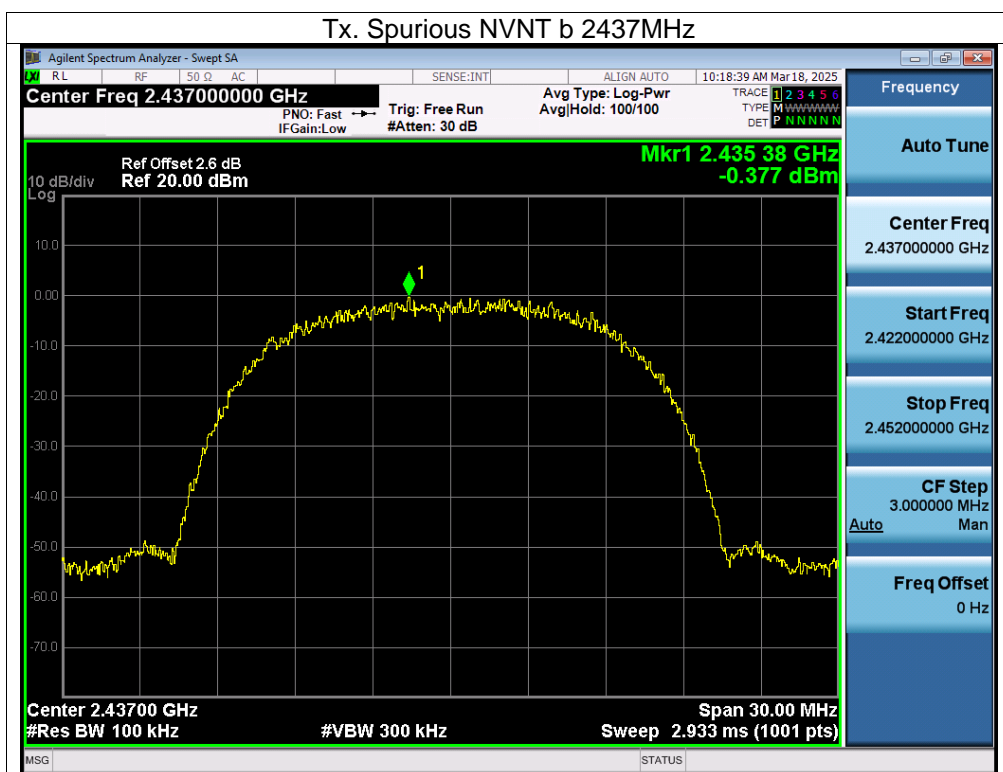 Tx. Spurious NVNT b 2437MHz
Agilent Spectrum Analyzer - Swept SA
LXI RL RF 50 Ω AC SENSE:INT ALIGN AUTO 10:18:39 AM Mar 18, 2025
Center Freq 2.437000000 GHz
PNO: Fast
IFGain:Low
Trig: Free Run
#Atten: 30 dB
Avg Type: Log-Pwr
Avg|Hold: 100/100
TRACE 1 2 3 4 5 6
TYPE M WWWWW
DET P N N N N N
Mkr1 2.435 38 GHz
-0.377 dBm
Ref Offset 2.6 dB
10 dB/div Ref 20.00 dBm
Log
10.0
1
0.00
-10.0
-20.0
-30.0
-40.0
-50.0
-60.0
-70.0
Center 2.43700 GHz Span 30.00 MHz
#Res BW 100 kHz #VBW 300 kHz Sweep 2.933 ms (1001 pts)
MSG STATUS
Frequency
Auto Tune
Center Freq
2.437000000 GHz
Start Freq
2.422000000 GHz
Stop Freq
2.452000000 GHz
CF Step
3.000000 MHz
Auto Man
Freq Offset
0 Hz